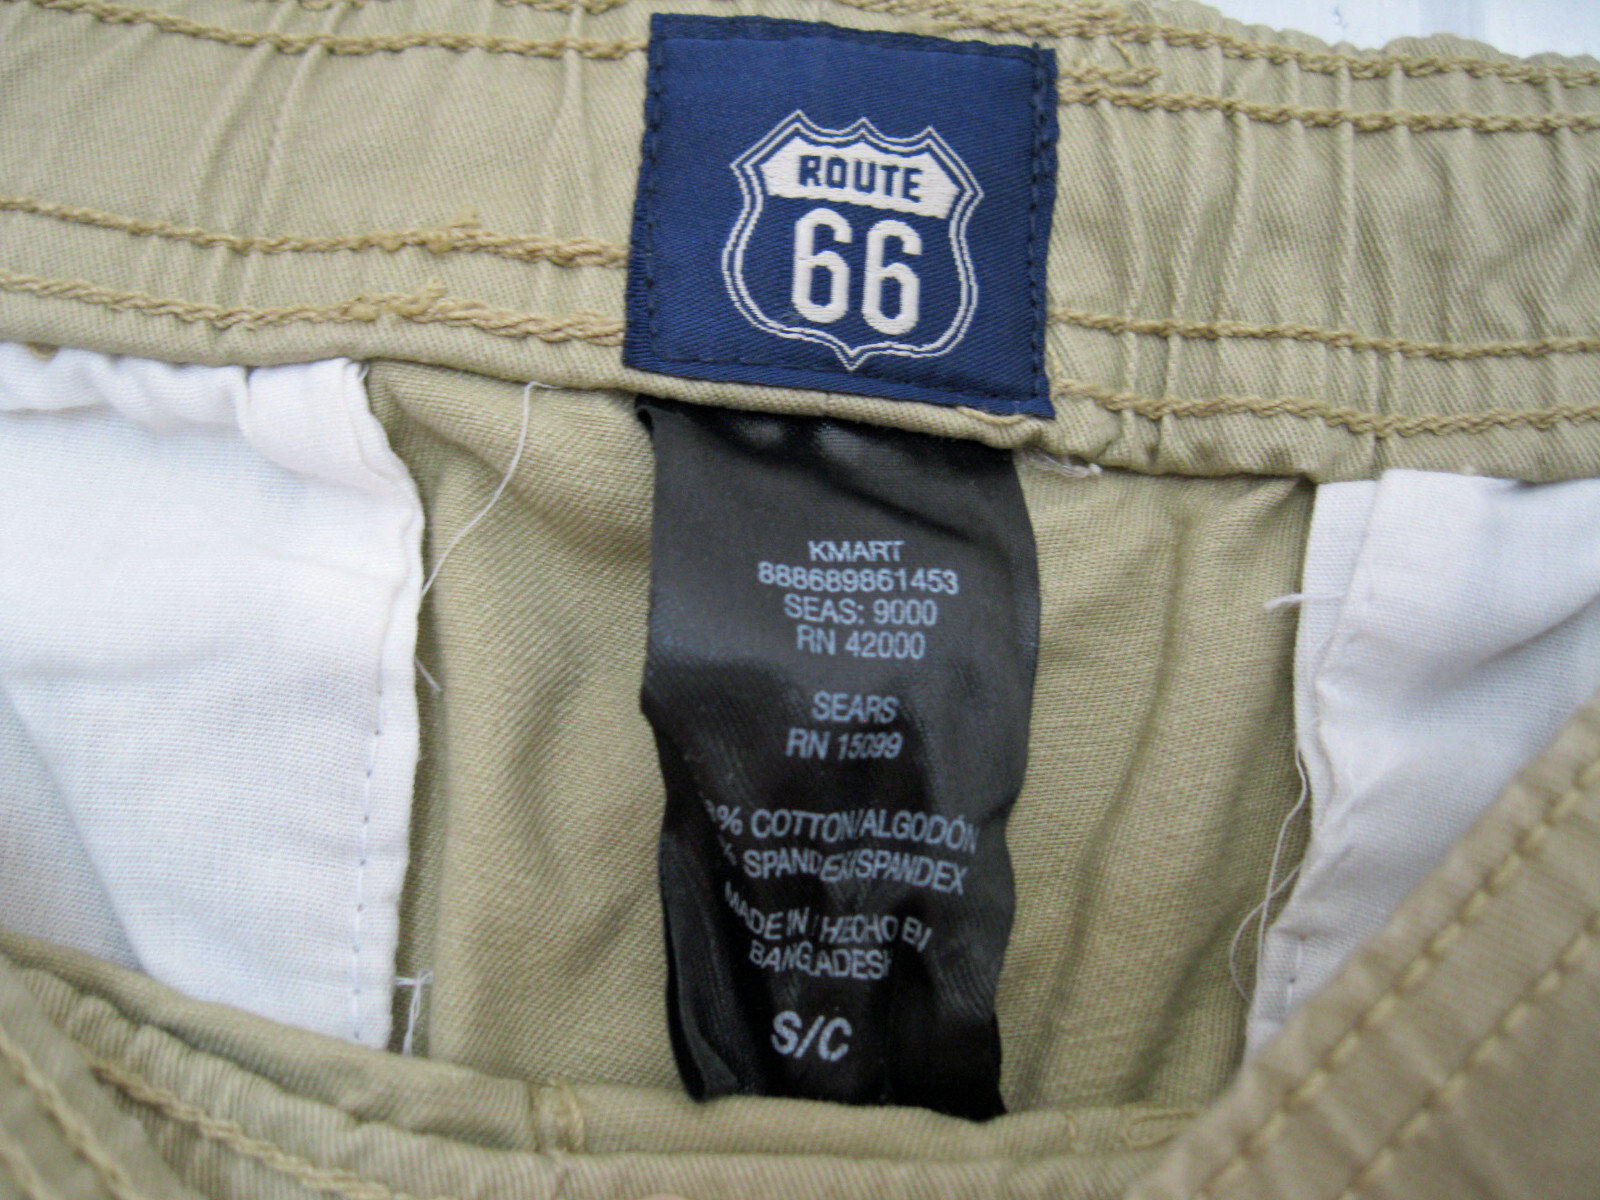 ROUTE
66
KMART
888689861453
SEAS: 9000
RN 42000
SEARS
RN 15099
% COTTON/ALGODÓN
% SPANDEX/SPANDEX
MADE IN / HECHO EN
BANGLADESH
S/C